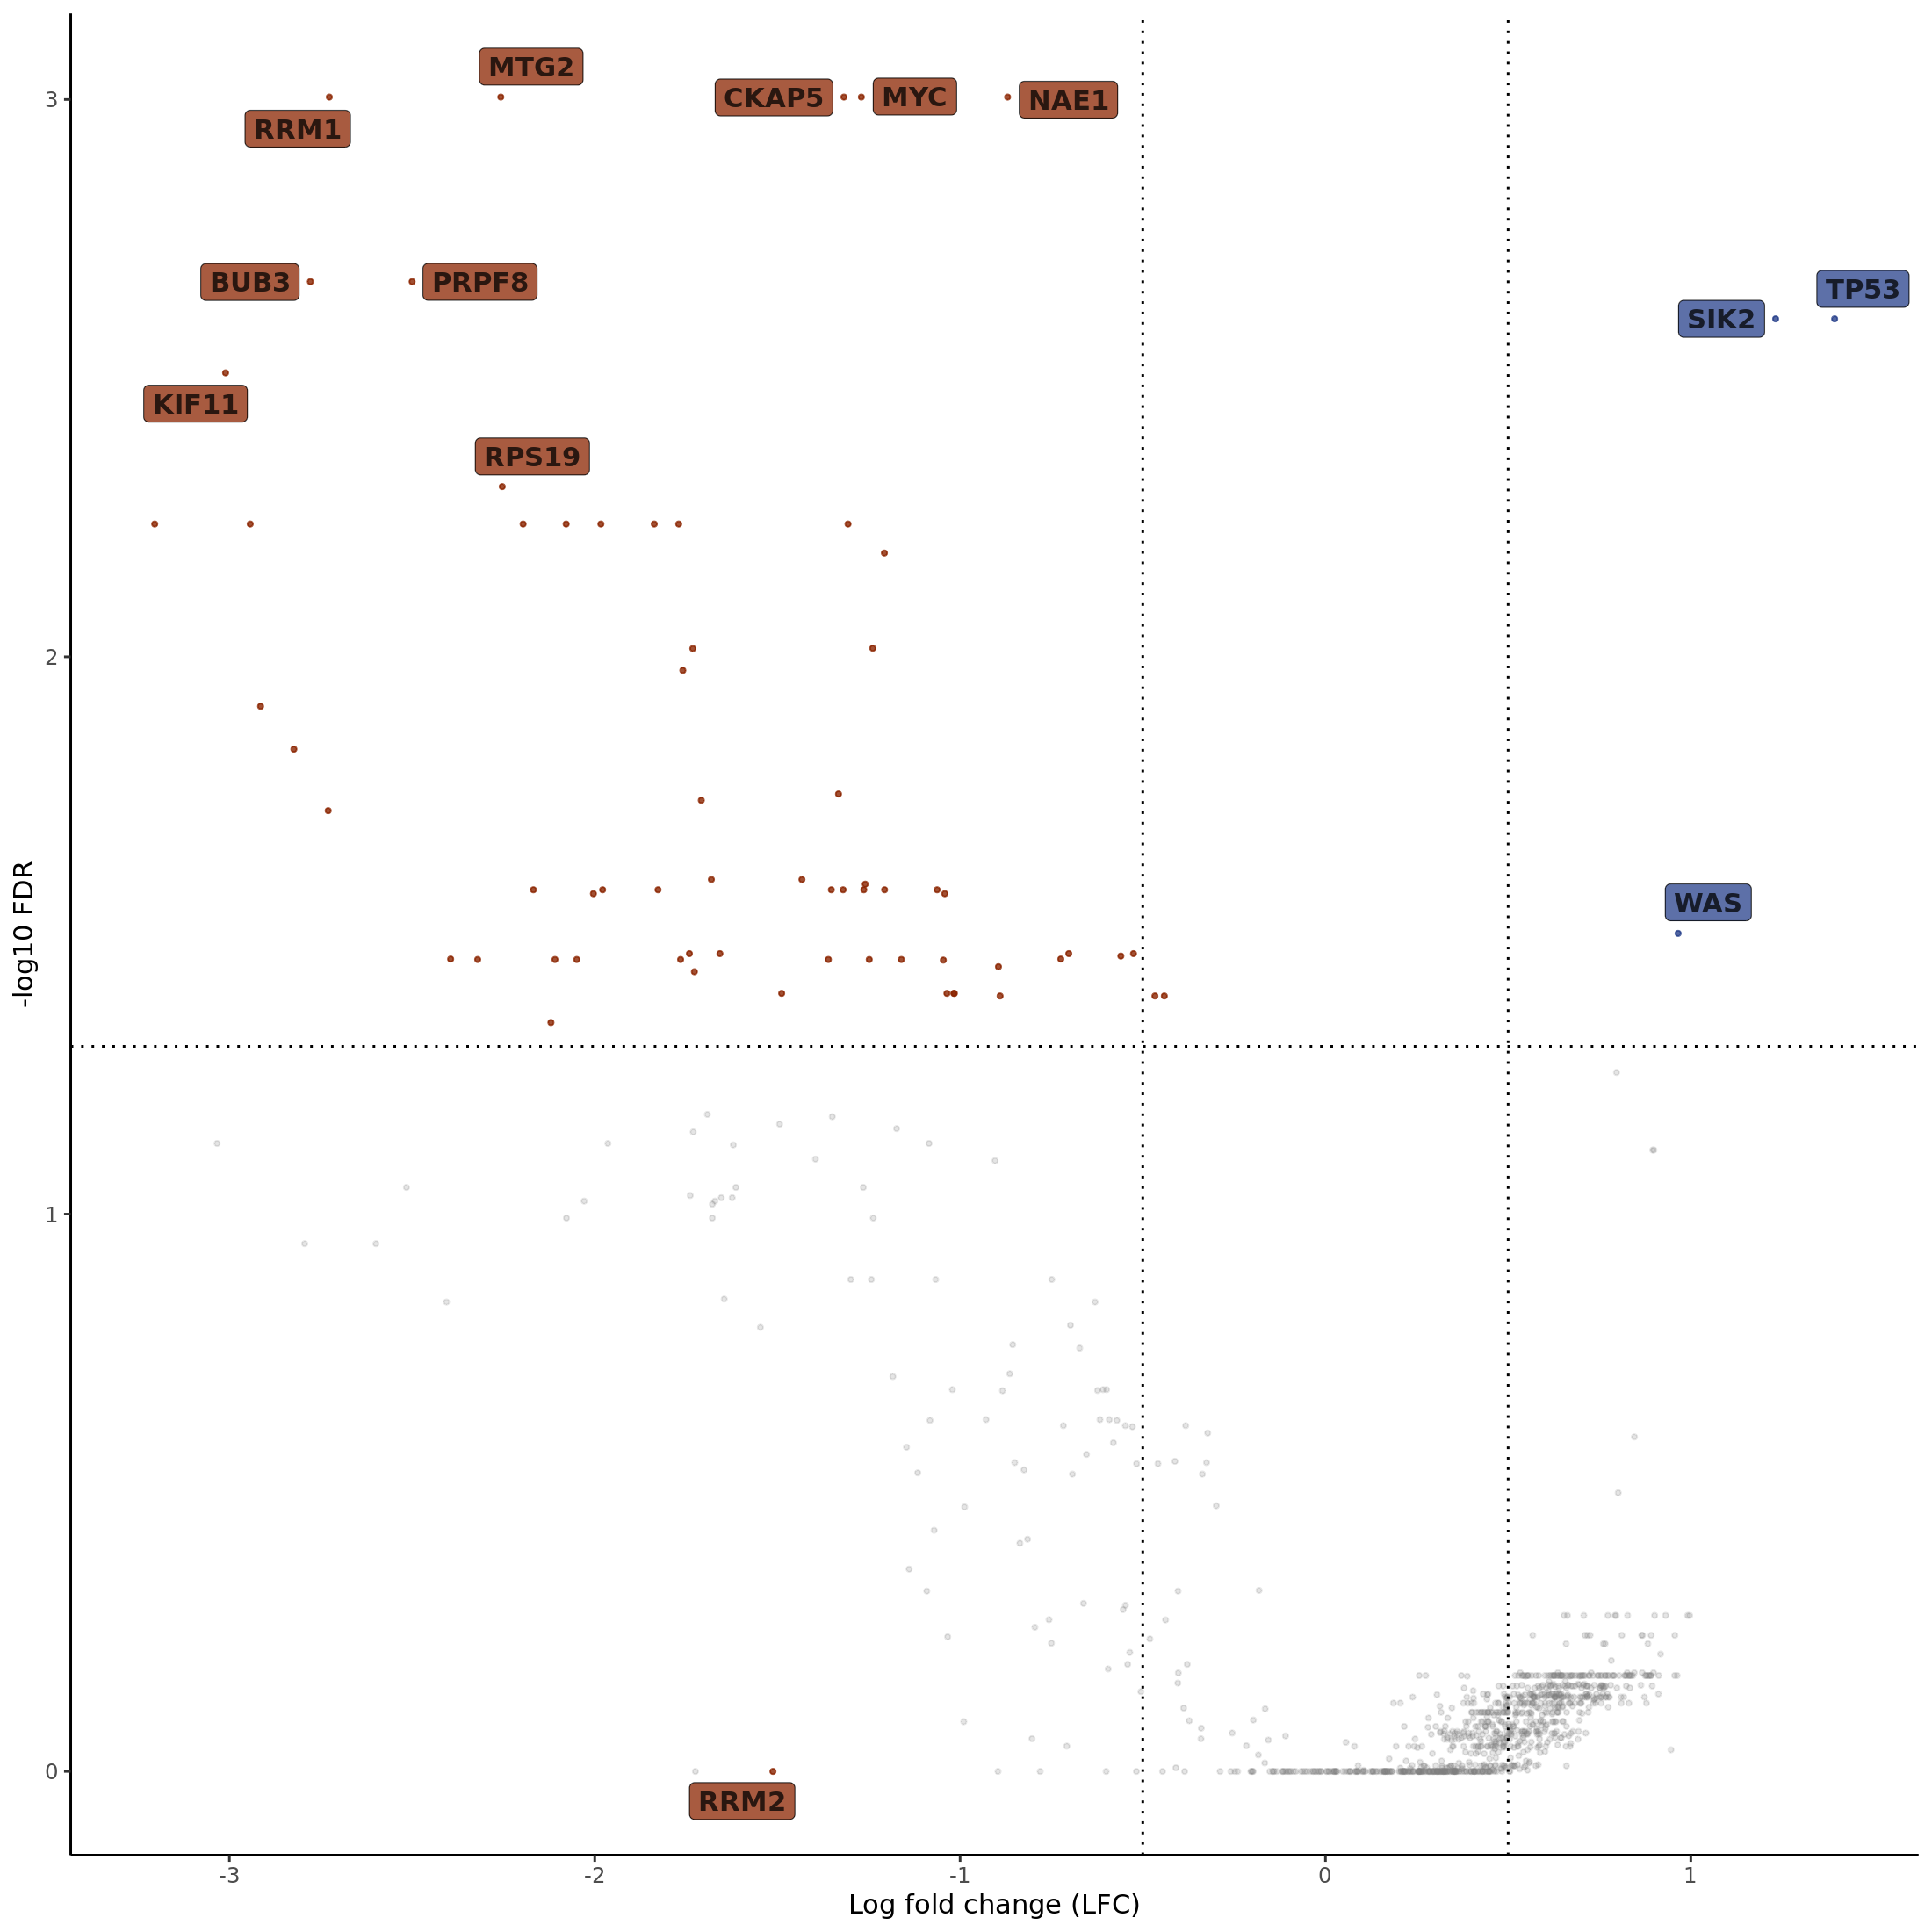 MTG2
CKAP5
MYC
NAE1
RRM1
BUB3
PRPF8
TP53
SIK2
KIF11
RPS19
WAS
RRM2
3
2
1
0
-log10 FDR
-3
-2
-1
0
1
Log fold change (LFC)